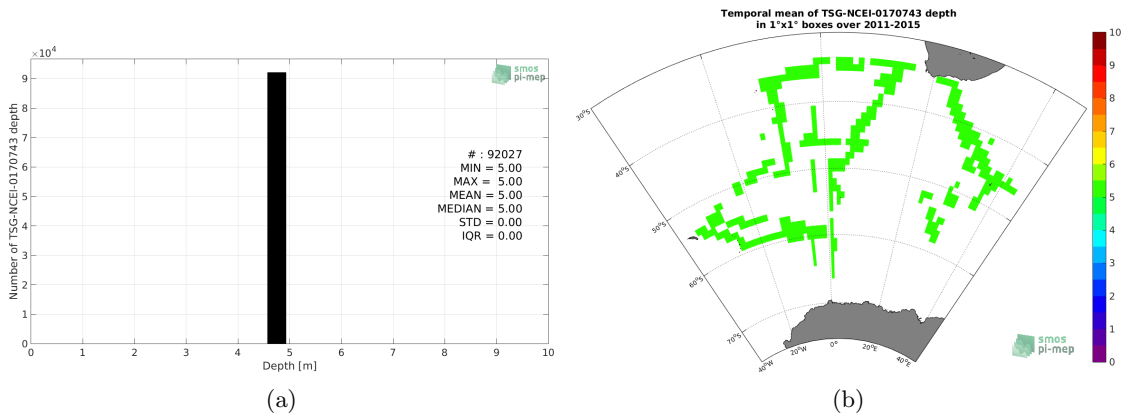 ×10⁴
9
8
7
6
5
4
3
2
1
0
Number of TSG-NCEI-0170743 depth
0 1 2 3 4 5 6 7 8 9 10
Depth [m]
smos
pi-mep
# : 92027
MIN = 5.00
MAX = 5.00
MEAN = 5.00
MEDIAN = 5.00
STD = 0.00
IQR = 0.00
(a)
Temporal mean of TSG-NCEI-0170743 depth
in 1°x1° boxes over 2011-2015
30°S
40°S
50°S
60°S
70°S
40°W
20°W
0°
20°E
40°E
10
9
8
7
6
5
4
3
2
1
0
smos
pi-mep
(b)